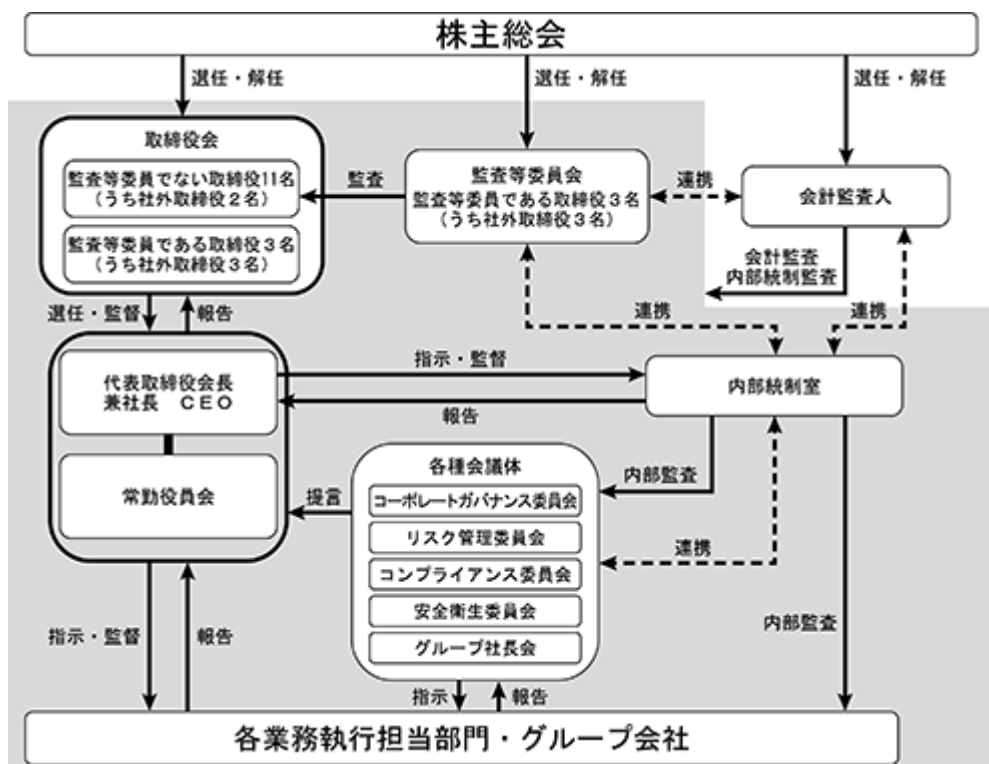 株主総会
選任・解任
選任・解任
選任・解任
取締役会
監査等委員でない取締役11名
(うち社外取締役2名)
監査等委員である取締役3名
(うち社外取締役3名)
監査
監査等委員会
監査等委員である取締役3名
(うち社外取締役3名)
連携
会計監査人
会計監査
内部統制監査
選任・監督
報告
連携
連携
代表取締役会長
兼社長 CEO
指示・監督
報告
内部統制室
常勤役員会
提言
各種会議体
コーポレートガバナンス委員会
リスク管理委員会
コンプライアンス委員会
安全衛生委員会
グループ社長会
内部監査
連携
内部監査
指示・監督
報告
指示
報告
各業務執行担当部門・グループ会社